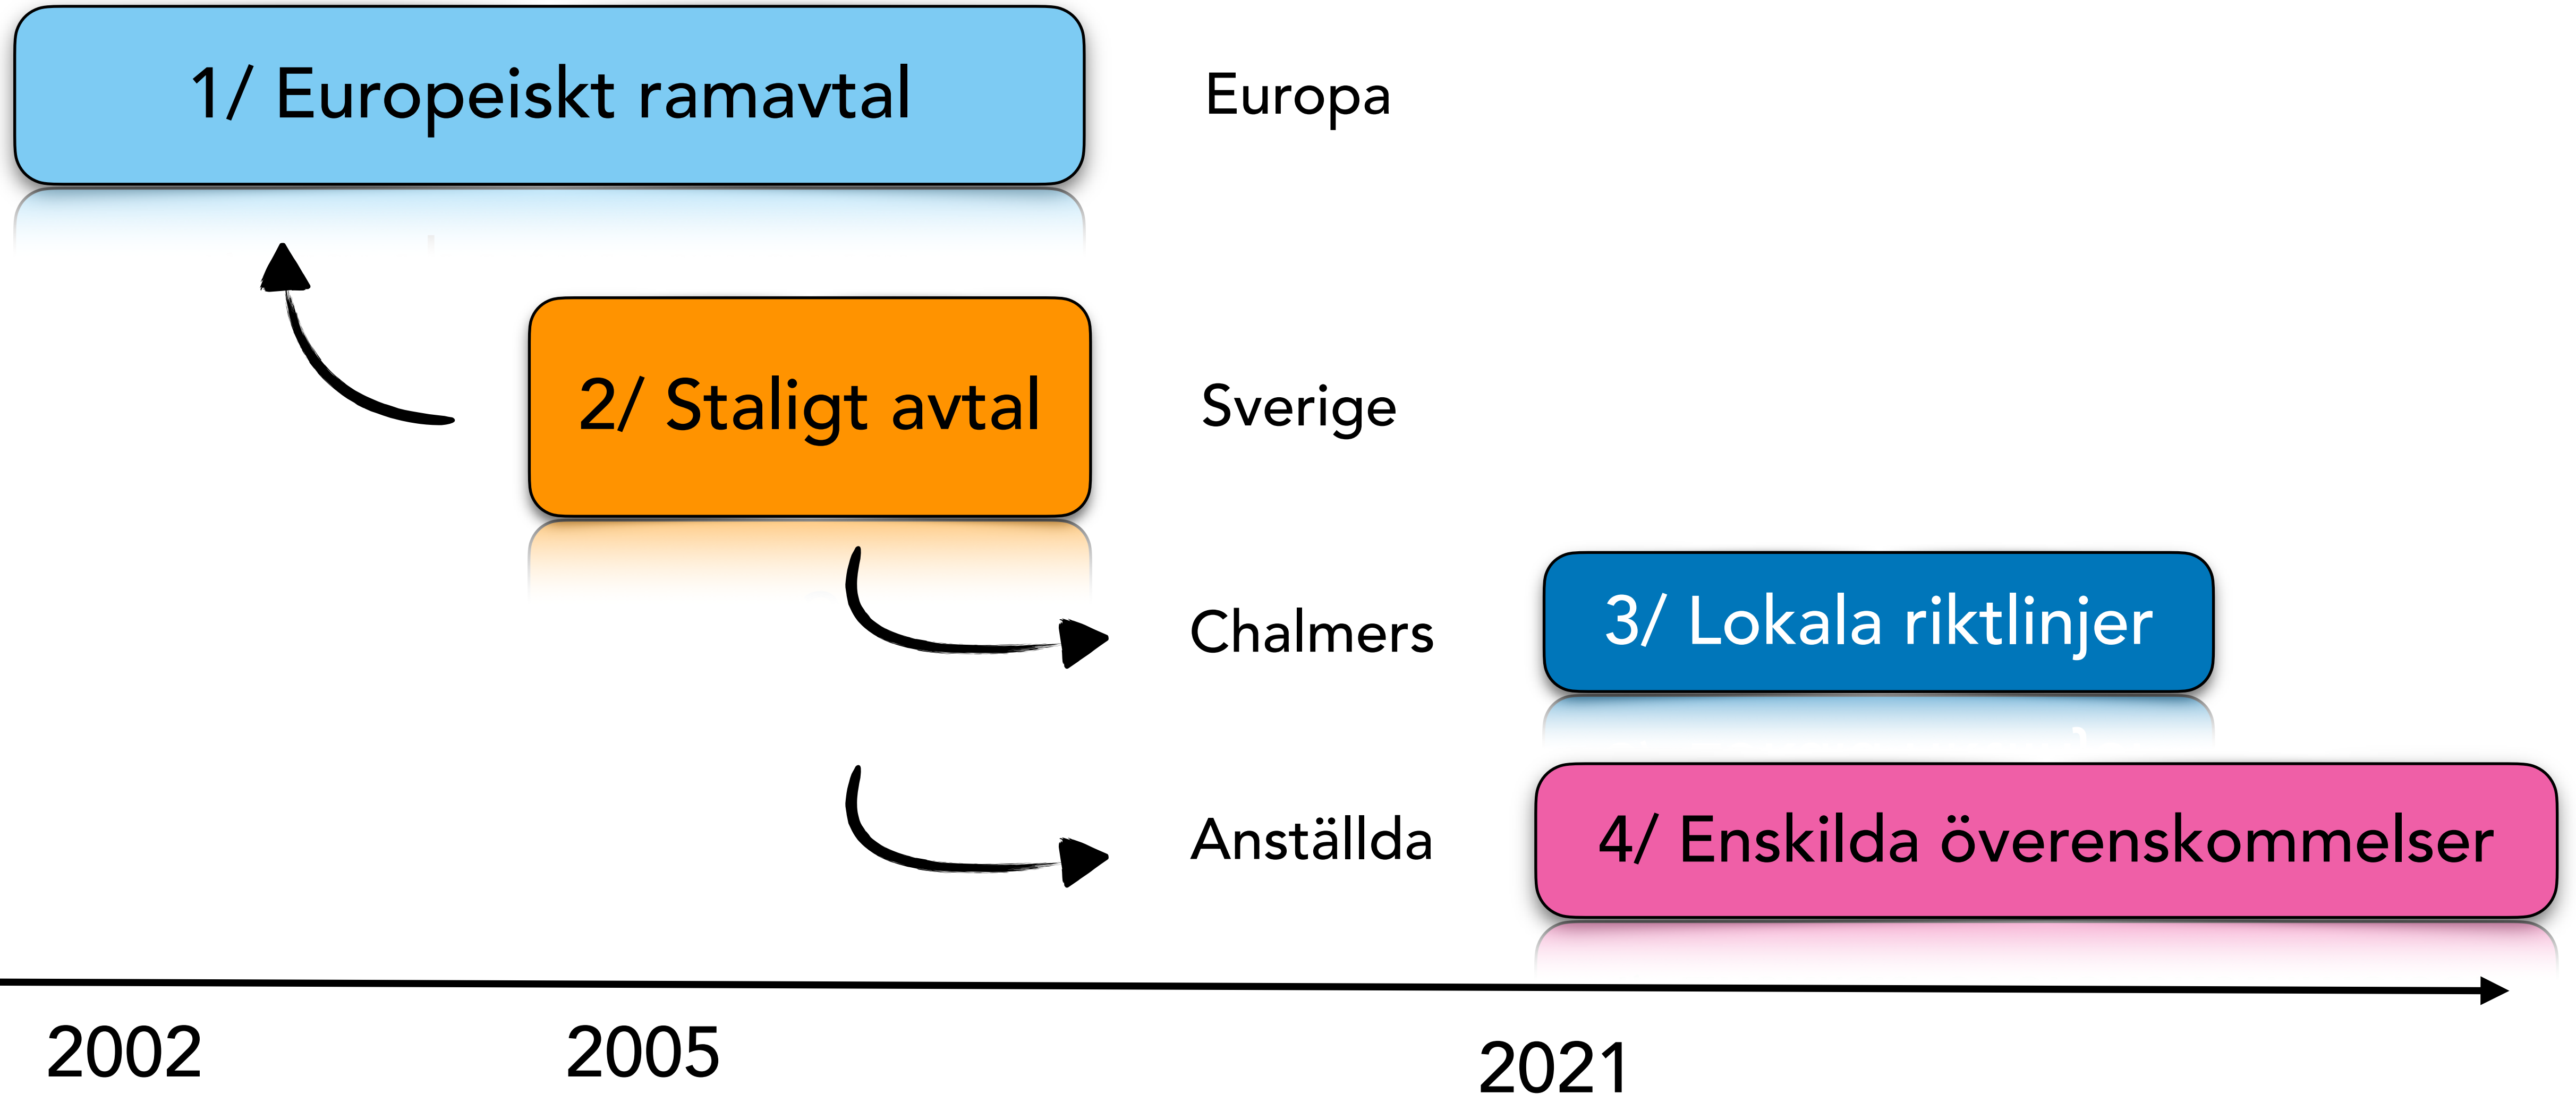 1/ Europeiskt ramavtal
Europa
2/ Staligt avtal
Sverige
Chalmers
3/ Lokala riktlinjer
Anställda
4/ Enskilda överenskommelser
2002
2005
2021